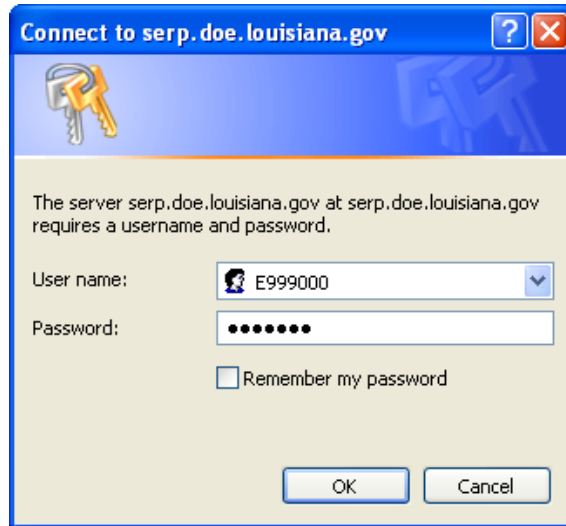 Connect to serp.doe.louisiana.gov
The server serp.doe.louisiana.gov at serp.doe.louisiana.gov
requires a username and password.
User name:
E999000
Password:
•••••••
Remember my password
OK
Cancel